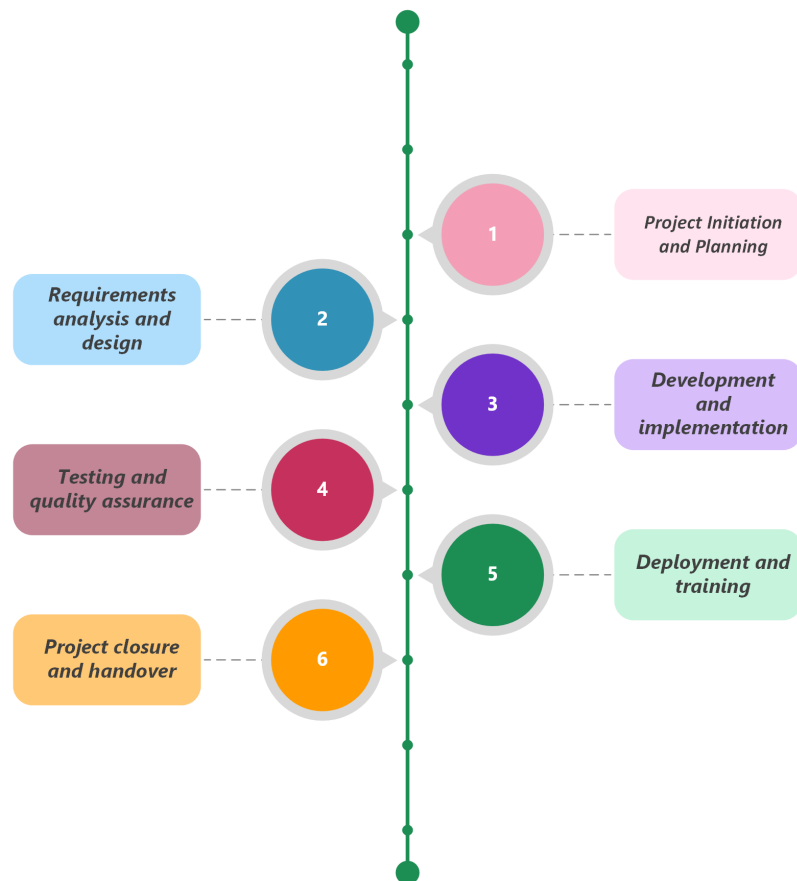 1
Project Initiation
and Planning
2
Requirements
analysis and
design
3
Development
and
implementation
4
Testing and
quality assurance
5
Deployment and
training
6
Project closure
and handover